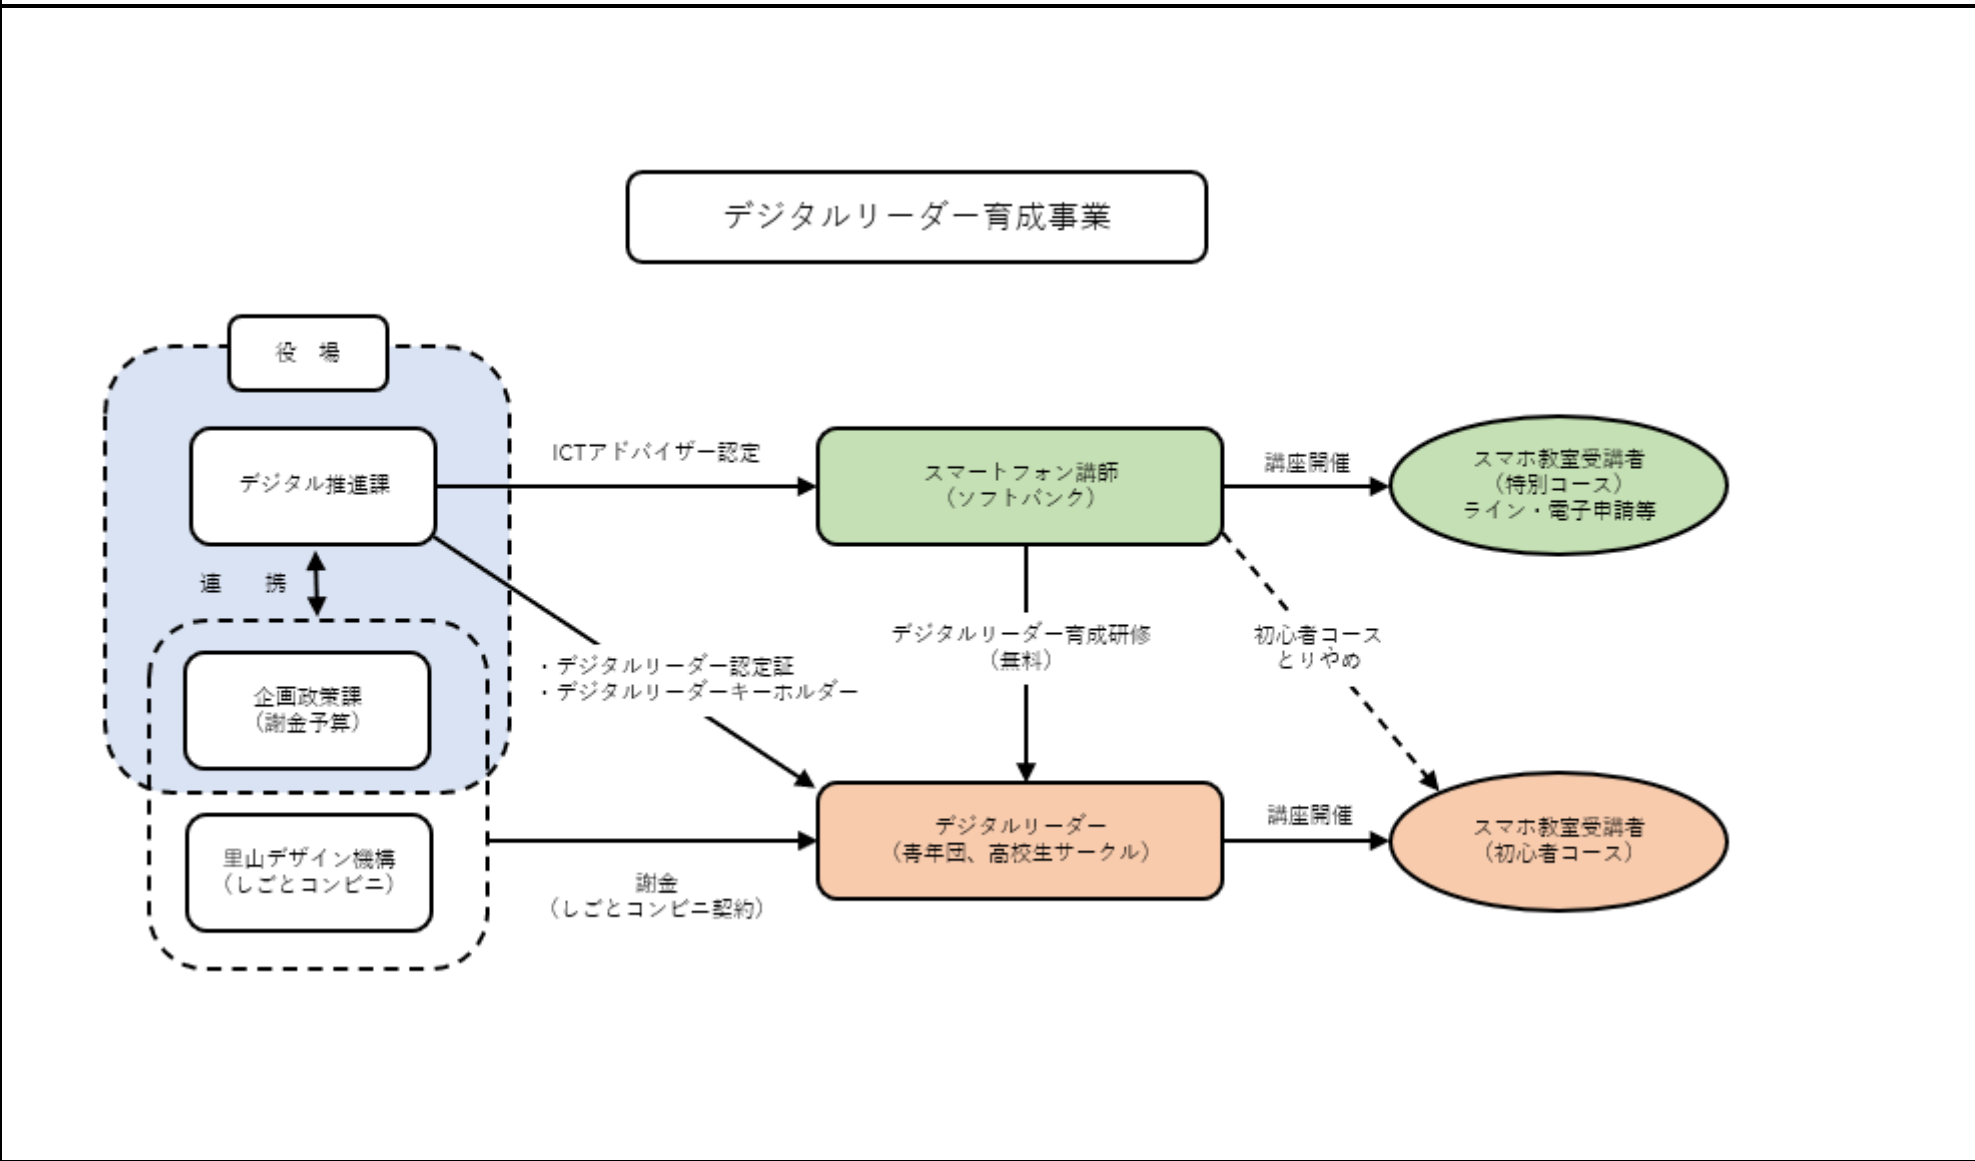 デジタルリーダー育成事業
役　場
デジタル推進課
連　　携
企画政策課
（謝金予算）
里山デザイン機構
（しごとコンビニ）
ICTアドバイザー認定
・デジタルリーダー認定証
・デジタルリーダーキーホルダー
謝金
（しごとコンビニ契約）
スマートフォン講師
（ソフトバンク）
デジタルリーダー育成研修
（無料）
デジタルリーダー
（青年団、高校生サークル）
講座開催
初心者コース
とりやめ
講座開催
スマホ教室受講者
（特別コース）
ライン・電子申請等
スマホ教室受講者
（初心者コース）